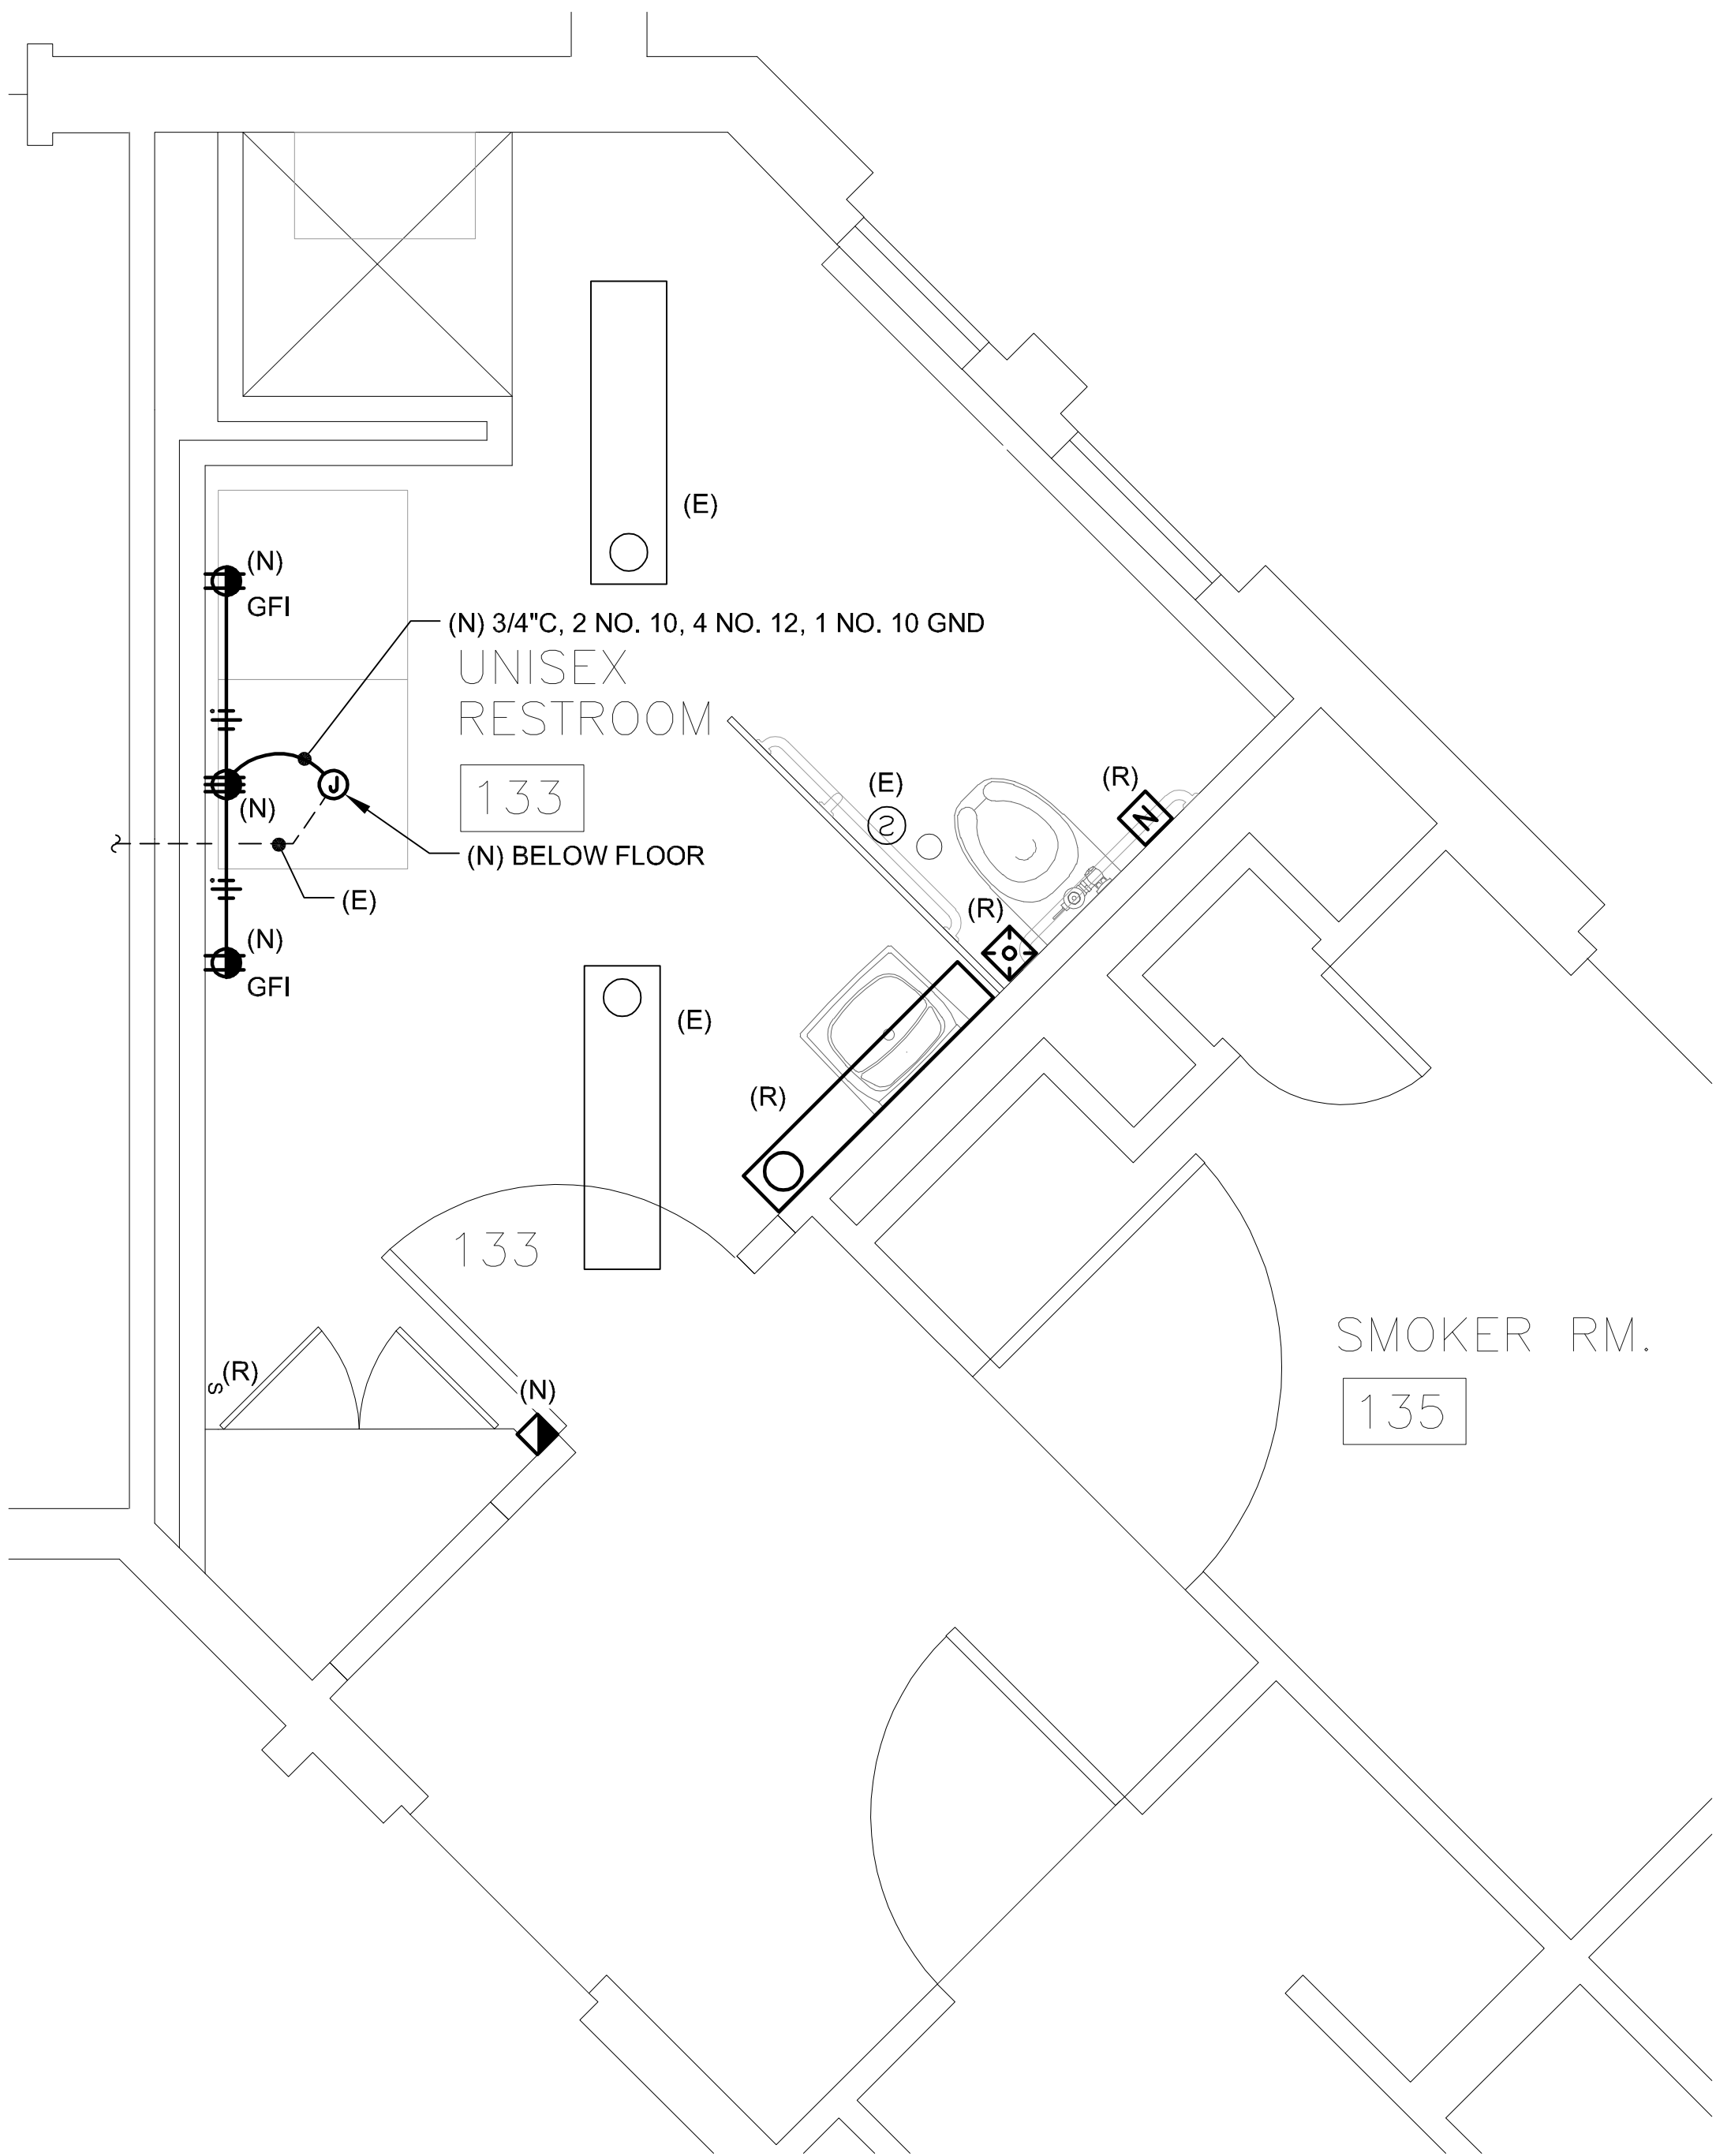 (E)
(N)
GFI
(N) 3/4"C, 2 NO. 10, 4 NO. 12, 1 NO. 10 GND
UNISEX
RESTROOM
133
J
(N)
(N) BELOW FLOOR
(E)
(N)
GFI
(E)
S
(R)
N
(R)
(E)
(R)
133
SMOKER RM.
135
S
(R)
(N)